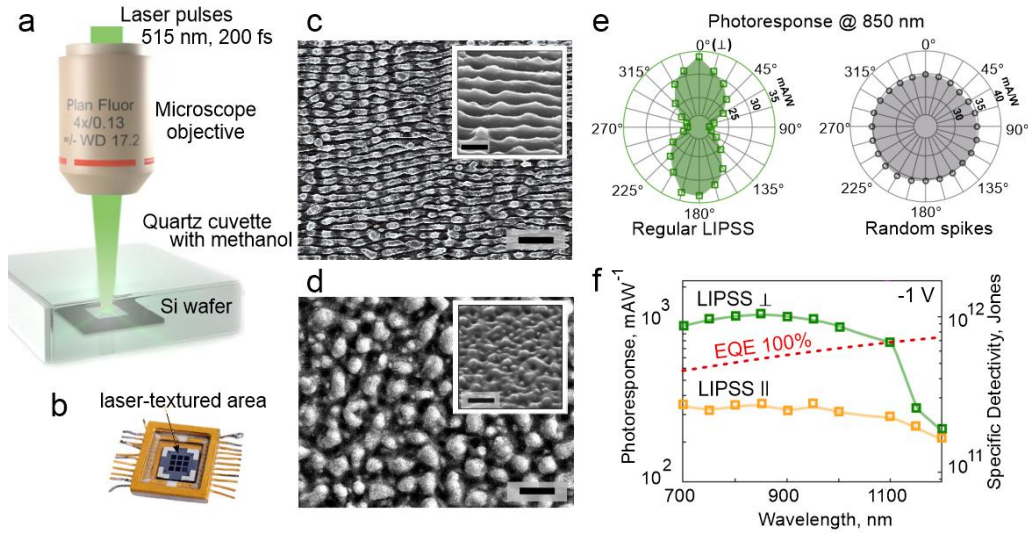 a
Laser pulses
515 nm, 200 fs
Plan Fluor
4x/0.13
∞/- WD 17.2
Microscope
objective
Quartz cuvette
with methanol
Si wafer
b
laser-textured area
c
d
e
Photoresponse @ 850 nm
0° (⊥)
45°
90°
135°
180°
225°
270°
315°
mA/W
35
30
25
Regular LIPSS
0°
45°
90°
135°
180°
225°
270°
315°
mA/W
40
35
30
Random spikes
f
-1 V
LIPSS ⊥
EQE 100%
LIPSS ||
Photoresponse, mAW⁻¹
10³
10²
Specific Detectivity, Jones
10¹²
10¹¹
700
900
1100
Wavelength, nm